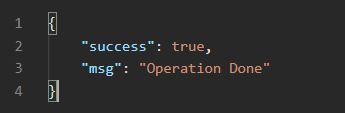 1 {
2     "success": true,
3     "msg": "Operation Done"
4 }